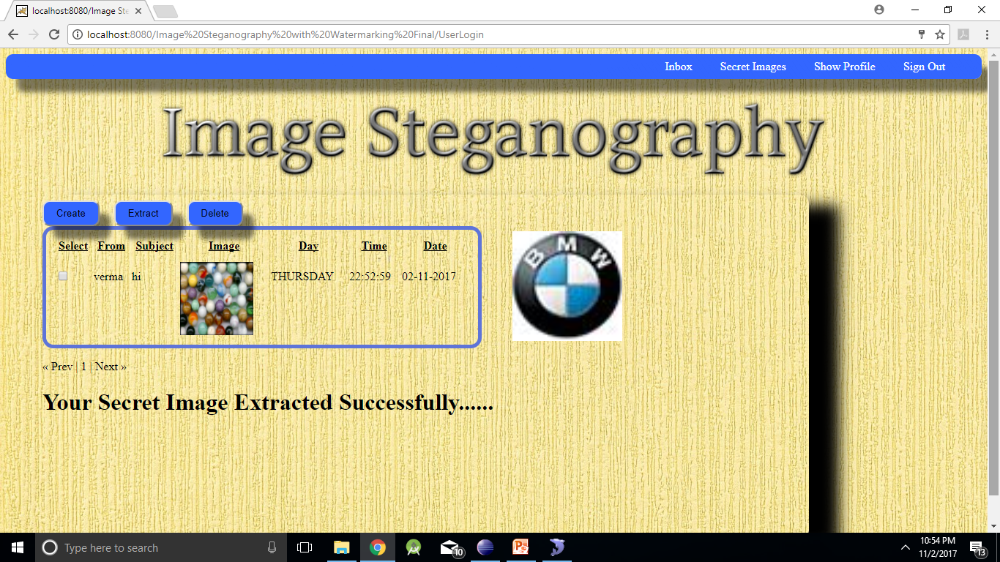 localhost:8080/Image Ste
localhost:8080/Image%20Steganography%20with%20Watermarking%20Final/UserLogin
Inbox Secret Images Show Profile Sign Out
Image Steganography
Create Extract Delete
Select From Subject Image Day Time Date
verma hi THURSDAY 22:52:59 02-11-2017
BMW
« Prev | 1 | Next »
Your Secret Image Extracted Successfully......
Type here to search
10
10:54 PM
11/2/2017
13